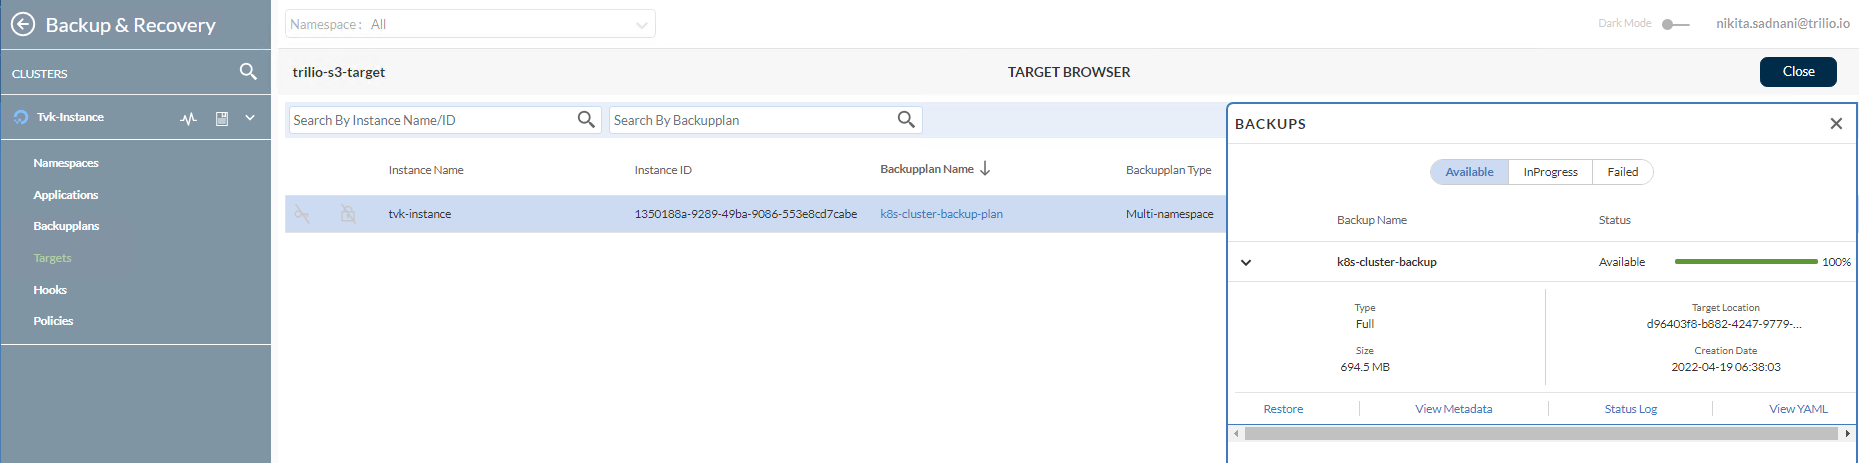 Backup & Recovery
Namespace : All
Dark Mode
nikita.sadnani@trilio.io
CLUSTERS
trilio-s3-target
TARGET BROWSER
Close
Tvk-Instance
Search By Instance Name/ID
Search By Backupplan
BACKUPS
Namespaces
Applications
Backupplans
Targets
Hooks
Policies
Instance Name
Instance ID
Backupplan Name
Backupplan Type
tvk-instance
1350188a-9289-49ba-9086-553e8cd7cabe
k8s-cluster-backup-plan
Multi-namespace
Available
InProgress
Failed
Backup Name
Status
k8s-cluster-backup
Available
100%
Type
Full
Size
694.5 MB
Target Location
d96403f8-b882-4247-9779-...
Creation Date
2022-04-19 06:38:03
Restore
View Metadata
Status Log
View YAML